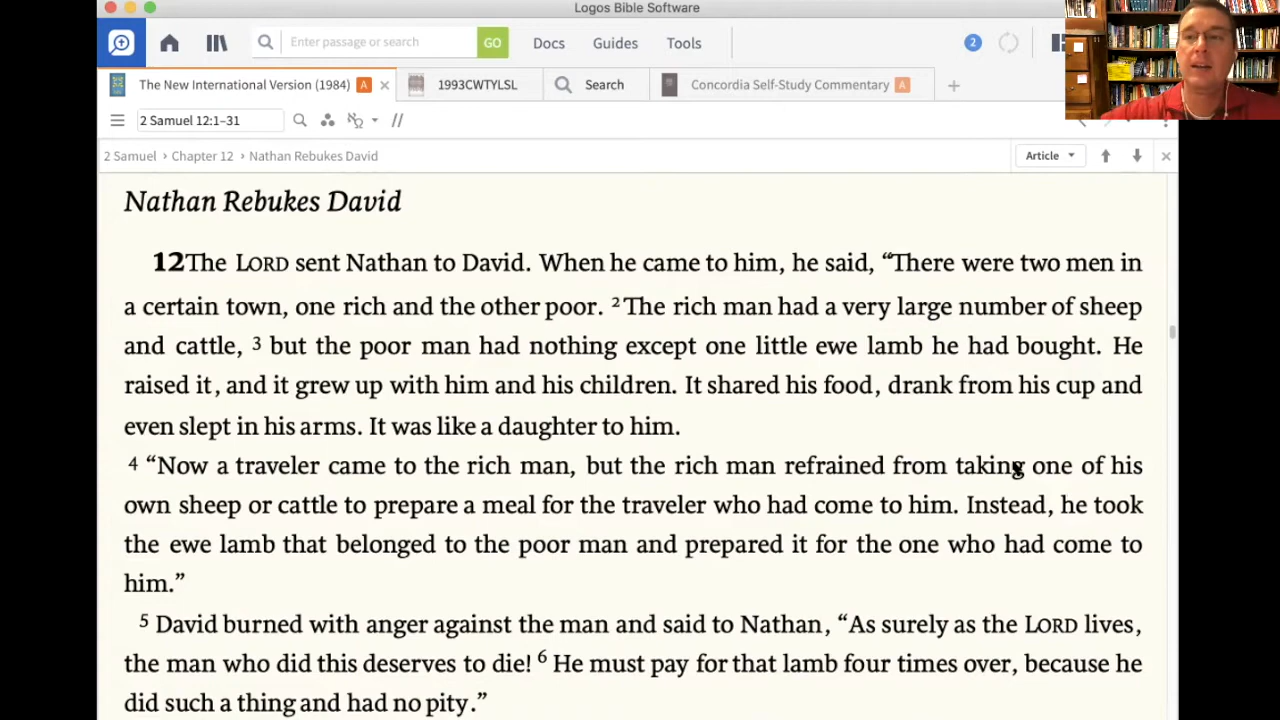 Logos Bible Software
Enter passage or search
GO
Docs
Guides
Tools
2
The New International Version (1984) A
1993CWTYLSL
Search
Concordia Self-Study Commentary A
2 Samuel 12:1–31
2 Samuel › Chapter 12 › Nathan Rebukes David
Article
Nathan Rebukes David
12The LORD sent Nathan to David. When he came to him, he said, “There were two men in
a certain town, one rich and the other poor. 2 The rich man had a very large number of sheep
and cattle, 3 but the poor man had nothing except one little ewe lamb he had bought. He
raised it, and it grew up with him and his children. It shared his food, drank from his cup and
even slept in his arms. It was like a daughter to him.
4 “Now a traveler came to the rich man, but the rich man refrained from taking one of his
own sheep or cattle to prepare a meal for the traveler who had come to him. Instead, he took
the ewe lamb that belonged to the poor man and prepared it for the one who had come to
him.”
5 David burned with anger against the man and said to Nathan, “As surely as the LORD lives,
the man who did this deserves to die! 6 He must pay for that lamb four times over, because he
did such a thing and had no pity.”